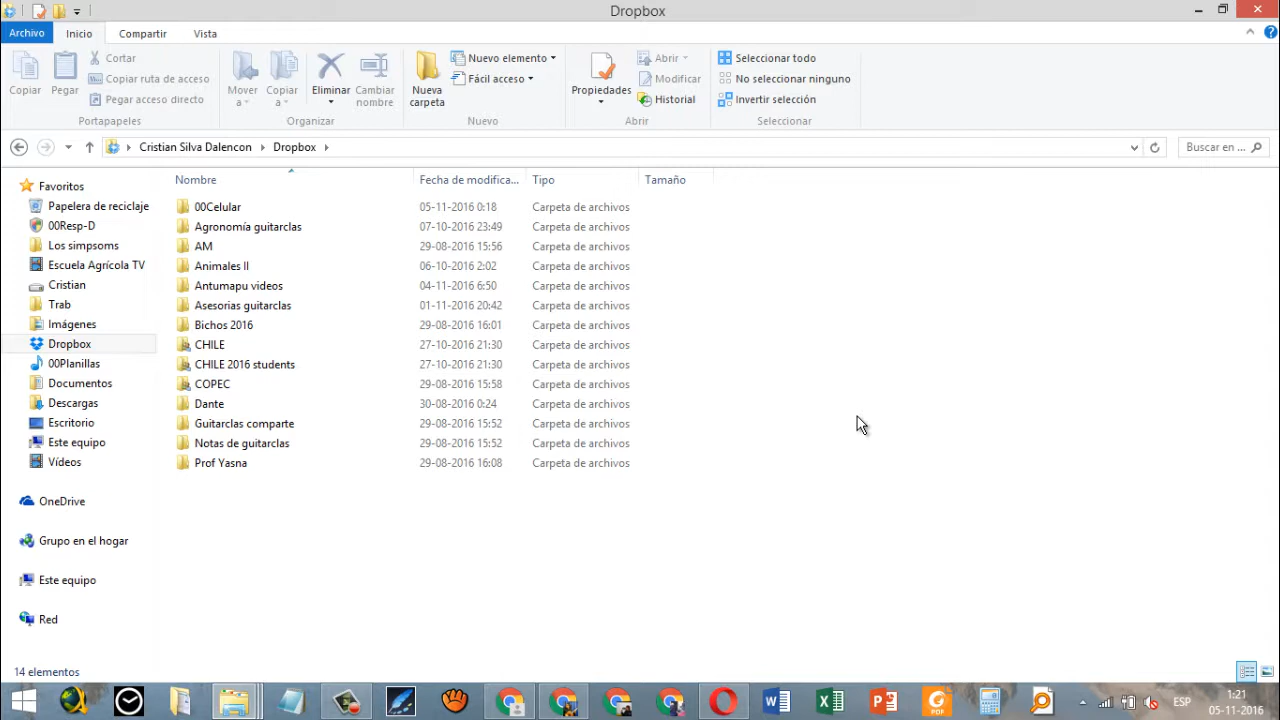 Dropbox
Archivo Inicio Compartir Vista
Copiar
Pegar
Cortar
Copiar ruta de acceso
Pegar acceso directo
Portapapeles
Mover a
Copiar a
Eliminar
Cambiar nombre
Organizar
Nueva carpeta
Nuevo elemento
Fácil acceso
Nuevo
Propiedades
Abrir
Modificar
Historial
Abrir
Seleccionar todo
No seleccionar ninguno
Invertir selección
Seleccionar
Cristian Silva Dalencon Dropbox
Buscar en ...
Favoritos
Papelera de reciclaje
00Resp-D
Los simpsoms
Escuela Agrícola TV
Cristian
Trab
Imágenes
Dropbox
00Planillas
Documentos
Descargas
Escritorio
Este equipo
Vídeos
OneDrive
Grupo en el hogar
Este equipo
Red
Nombre Fecha de modifica... Tipo Tamaño
00Celular 05-11-2016 0:18 Carpeta de archivos
Agronomía guitarclas 07-10-2016 23:49 Carpeta de archivos
AM 29-08-2016 15:56 Carpeta de archivos
Animales II 06-10-2016 2:02 Carpeta de archivos
Antumapu videos 04-11-2016 6:50 Carpeta de archivos
Asesorias guitarclas 01-11-2016 20:42 Carpeta de archivos
Bichos 2016 29-08-2016 16:01 Carpeta de archivos
CHILE 27-10-2016 21:30 Carpeta de archivos
CHILE 2016 students 27-10-2016 21:30 Carpeta de archivos
COPEC 29-08-2016 15:58 Carpeta de archivos
Dante 30-08-2016 0:24 Carpeta de archivos
Guitarclas comparte 29-08-2016 15:52 Carpeta de archivos
Notas de guitarclas 29-08-2016 15:52 Carpeta de archivos
Prof Yasna 29-08-2016 16:08 Carpeta de archivos
14 elementos
PDF
ESP
1:21
05-11-2016